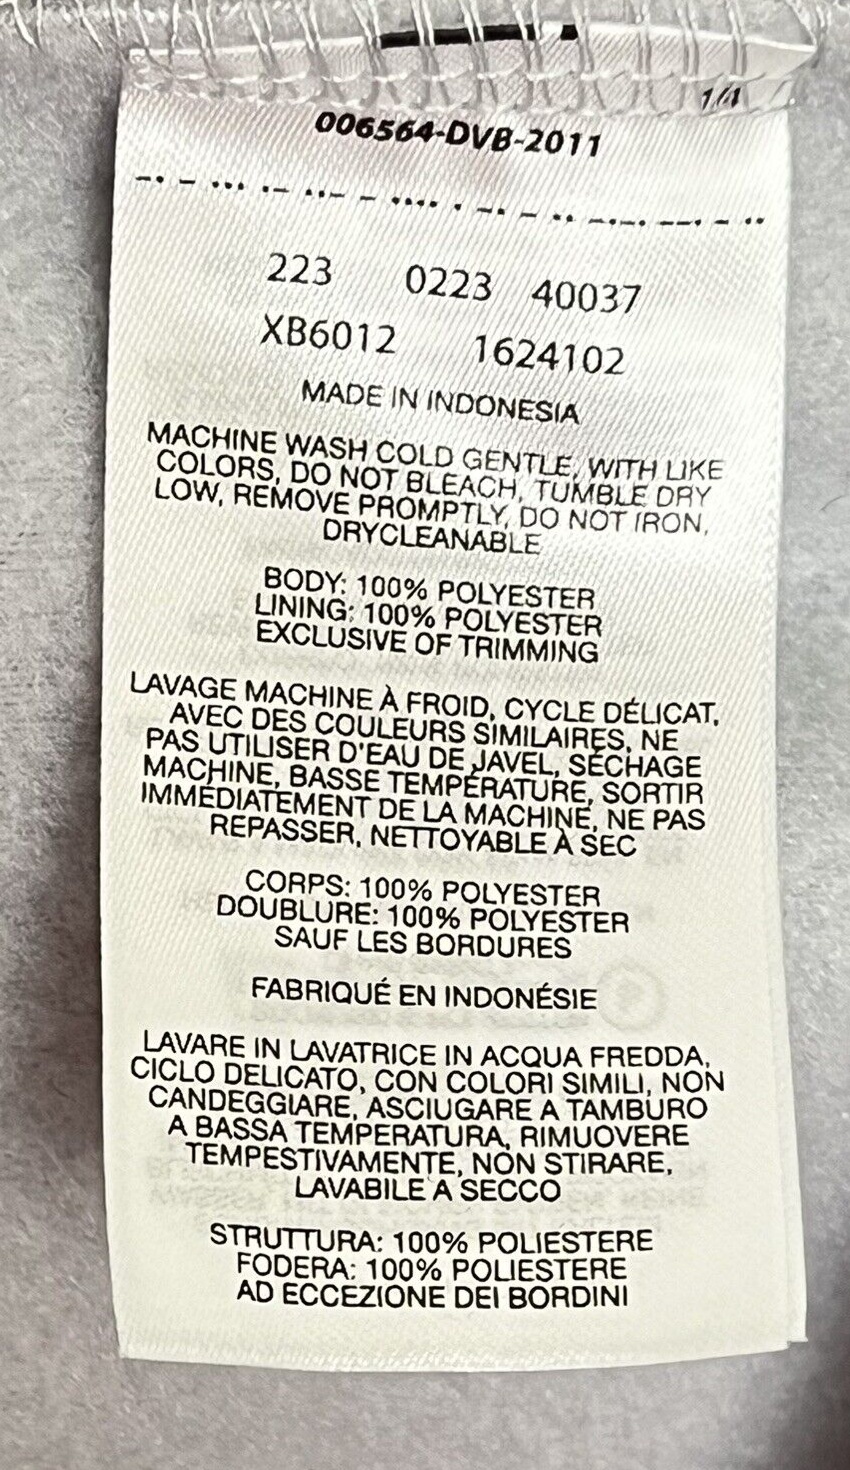 1/1
006564-DVB-2011
223 0223 40037
XB6012 1624102
MADE IN INDONESIA
MACHINE WASH COLD GENTLE, WITH LIKE
COLORS, DO NOT BLEACH, TUMBLE DRY
LOW, REMOVE PROMPTLY, DO NOT IRON,
DRYCLEANABLE
BODY: 100% POLYESTER
LINING: 100% POLYESTER
EXCLUSIVE OF TRIMMING
LAVAGE MACHINE À FROID, CYCLE DÉLICAT,
AVEC DES COULEURS SIMILAIRES, NE
PAS UTILISER D'EAU DE JAVEL, SÉCHAGE
MACHINE, BASSE TEMPÉRATURE, SORTIR
IMMÉDIATEMENT DE LA MACHINE, NE PAS
REPASSER, NETTOYABLE À SEC
CORPS: 100% POLYESTER
DOUBLURE: 100% POLYESTER
SAUF LES BORDURES
FABRIQUÉ EN INDONÉSIE
LAVARE IN LAVATRICE IN ACQUA FREDDA,
CICLO DELICATO, CON COLORI SIMILI, NON
CANDEGGIARE, ASCIUGARE A TAMBURO
A BASSA TEMPERATURA, RIMUOVERE
TEMPESTIVAMENTE, NON STIRARE,
LAVABILE A SECCO
STRUTTURA: 100% POLIESTERE
FODERA: 100% POLIESTERE
AD ECCEZIONE DEI BORDINI